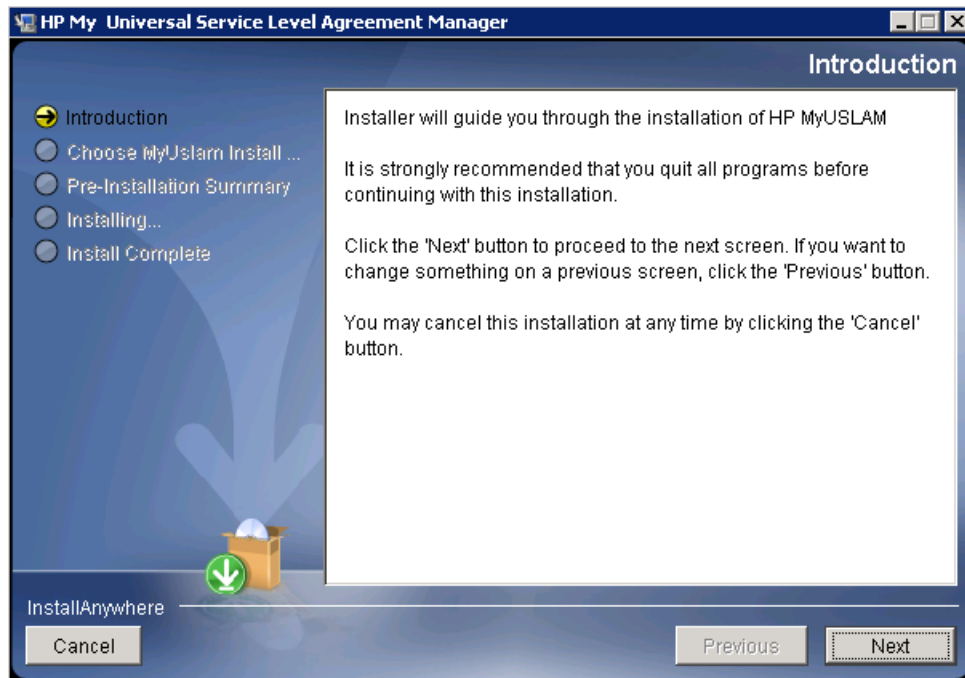 HP My Universal Service Level Agreement Manager
Introduction
Introduction
Choose MyUslam Install ...
Pre-Installation Summary
Installing...
Install Complete
Installer will guide you through the installation of HP MyUSLAM
It is strongly recommended that you quit all programs before
continuing with this installation.
Click the 'Next' button to proceed to the next screen. If you want to
change something on a previous screen, click the 'Previous' button.
You may cancel this installation at any time by clicking the 'Cancel'
button.
InstallAnywhere
Cancel
Previous
Next